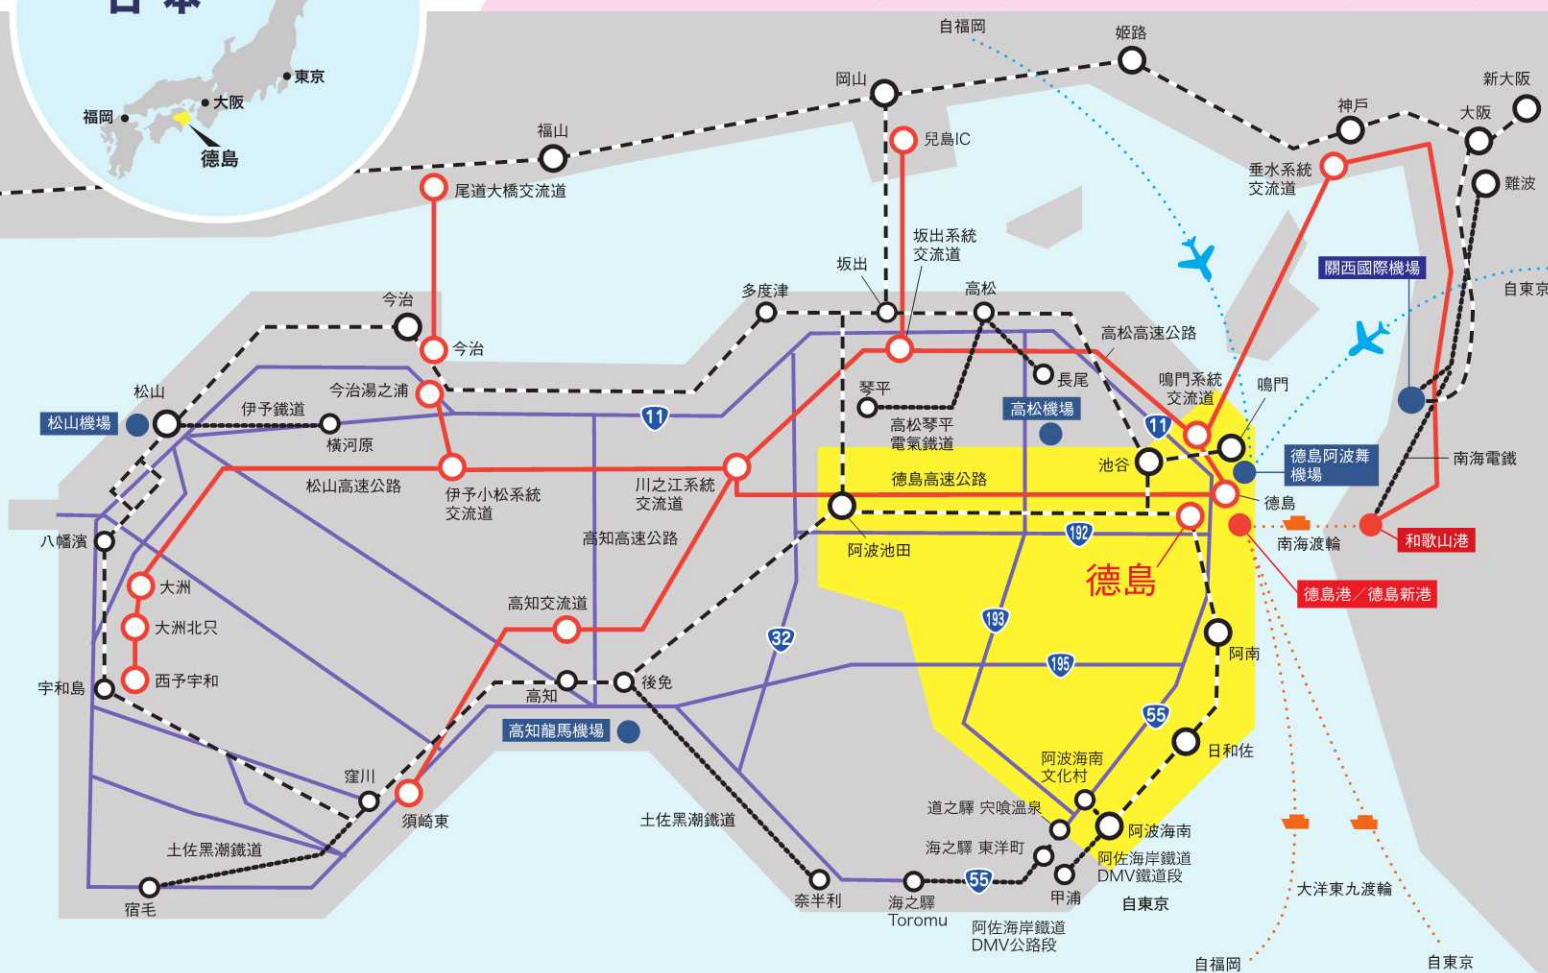 日本
東京
大阪
福岡
德島
自福岡
姬路
岡山
新大阪
神戶
大阪
福山
兒島IC
垂水系統
交流道
難波
尾道大橋交流道
坂出系統
交流道
坂出
關西國際機場
自東京
今治
多度津
高松
高松高速公路
今治
松山
今治湯之浦
琴平
長尾
鳴門系統
交流道
鳴門
松山機場
伊予鐵道
11
高松機場
11
橫河原
高松琴平
電氣鐵道
池谷
德島阿波舞
機場
南海電鐵
松山高速公路
伊予小松系統
交流道
川之江系統
交流道
德島高速公路
德島
高知高速公路
阿波池田
192
南海渡輪
和歌山港
八幡濱
大洲
德島
德島港／德島新港
高知交流道
193
大洲北只
32
阿南
195
宇和島
西予宇和
高知
後免
55
高知龍馬機場
日和佐
阿波海南
文化村
窪川
道之驛 宍喰溫泉
須崎東
土佐黑潮鐵道
阿波海南
土佐黑潮鐵道
海之驛 東洋町
阿佐海岸鐵道
DMV鐵道段
55
甲浦
大洋東九渡輪
宿毛
奈半利
海之驛
Toromu
自東京
阿佐海岸鐵道
DMV公路段
自福岡
自東京